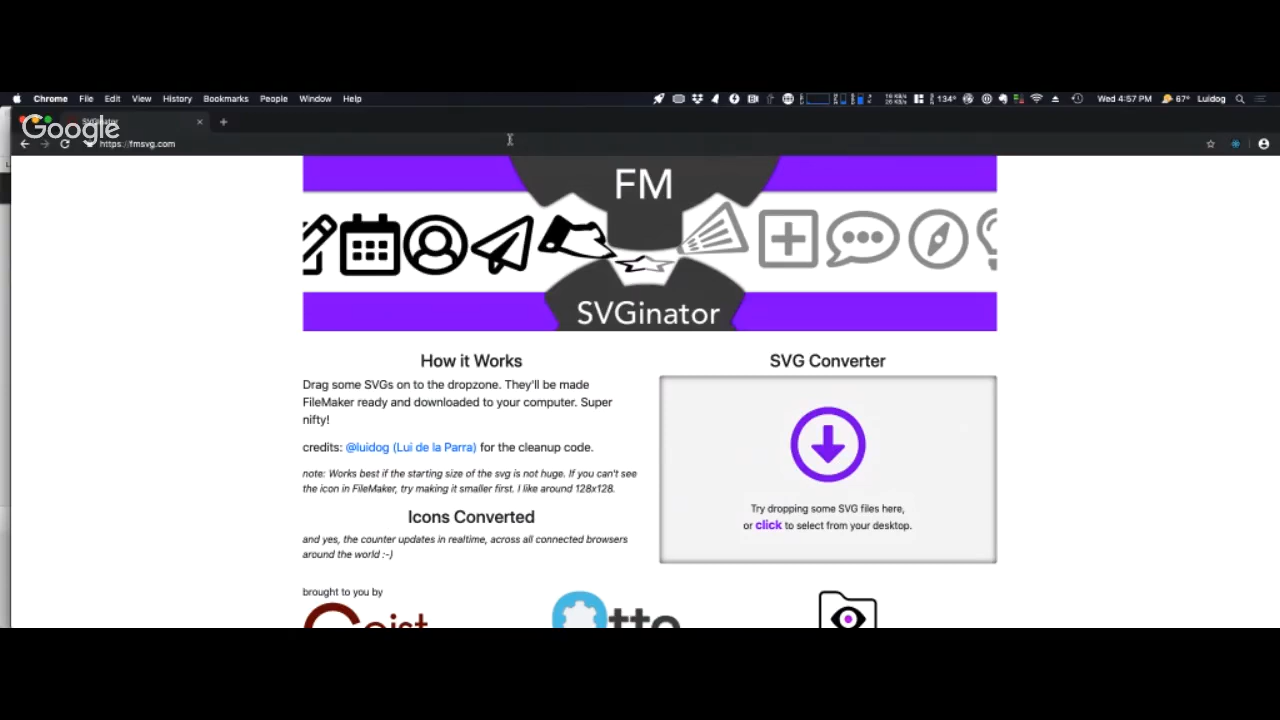 Chrome File Edit View History Bookmarks People Window Help
134° Wed 4:57 PM 67° Luidog
Google
https://fmsvg.com
FM
SVGinator
How it Works
Drag some SVGs on to the dropzone. They'll be made
FileMaker ready and downloaded to your computer. Super
nifty!
credits: @luidog (Lui de la Parra) for the cleanup code.
note: Works best if the starting size of the svg is not huge. If you can't see
the icon in FileMaker, try making it smaller first. I like around 128x128.
Icons Converted
and yes, the counter updates in realtime, across all connected browsers
around the world :-)
brought to you by
Geist
Otto
SVG Converter
Try dropping some SVG files here,
or click to select from your desktop.